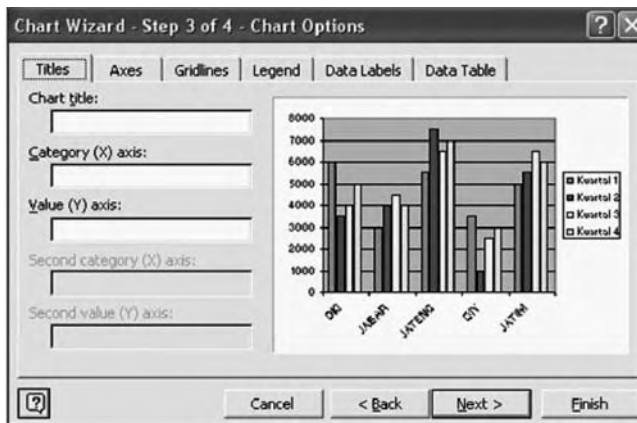 Chart Wizard - Step 3 of 4 - Chart Options
Titles Axes Gridlines Legend Data Labels Data Table
Chart title:
Category (X) axis:
Value (Y) axis:
Second category (X) axis:
Second value (Y) axis:
8000
7000
6000
5000
4000
3000
2000
1000
0
DKI JABAR JATENG DIY JATIM
Kwartal 1
Kwartal 2
Kwartal 3
Kwartal 4
Cancel < Back Next > Finish